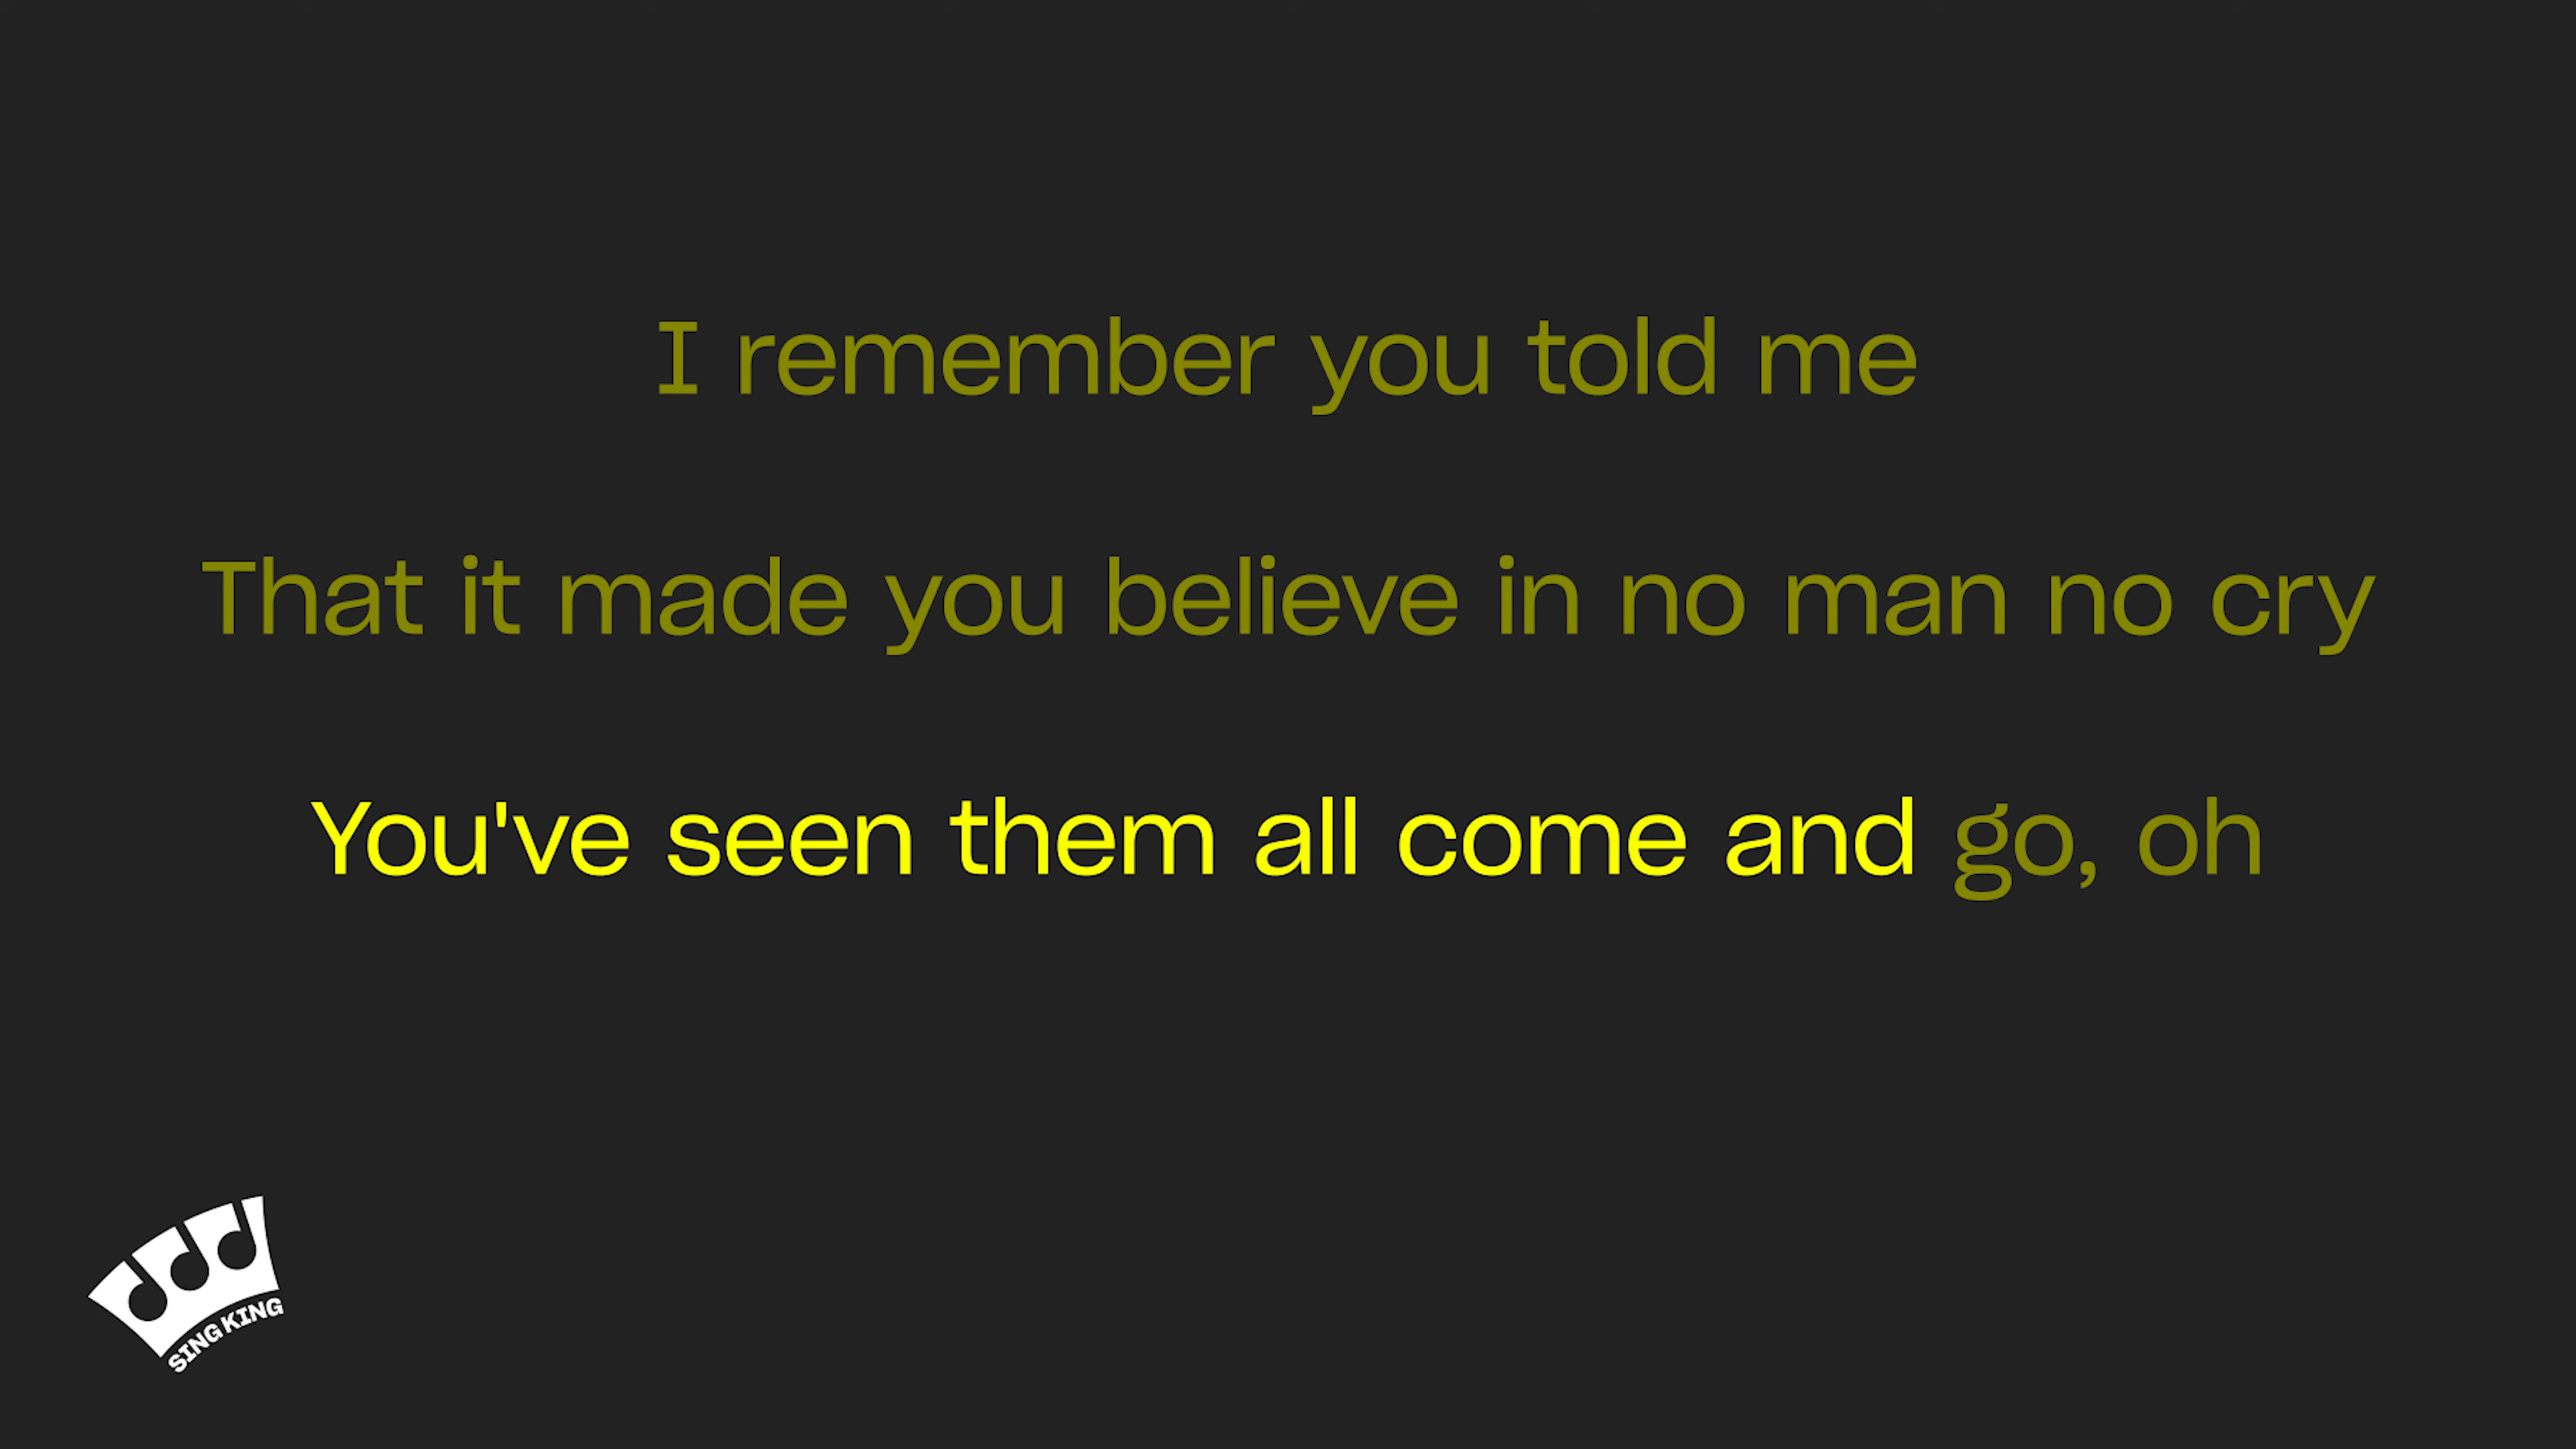 I remember you told me
That it made you believe in no man no cry
You've seen them all come and go, oh
SING KING